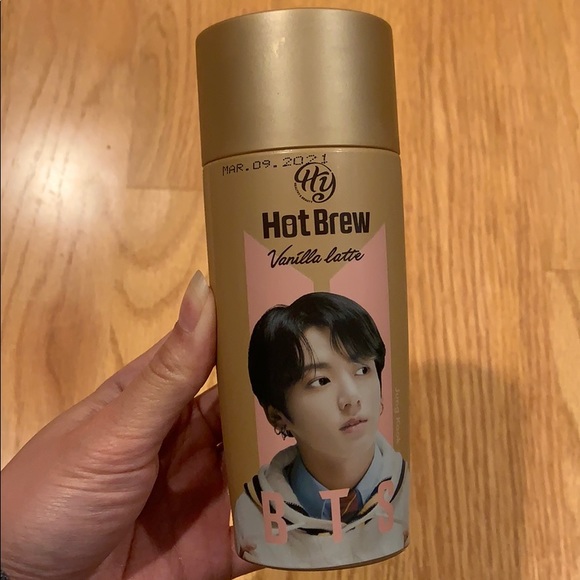 MAR.09.2021
Hy
Hot Brew
Vanilla latte
BTS